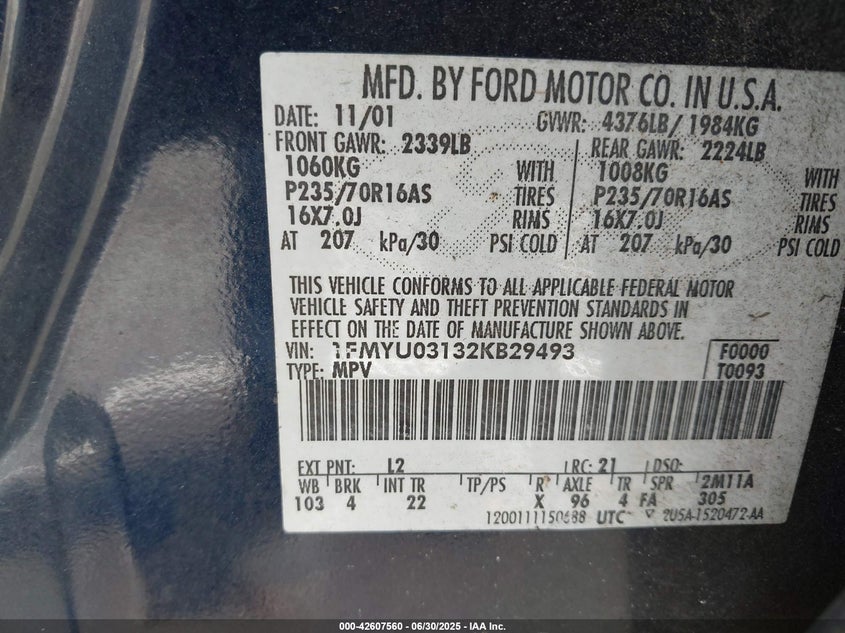 MFD. BY FORD MOTOR CO. IN U.S.A.
DATE: 11/01 GVWR: 4376LB/ 1984KG
FRONT GAWR: 2339LB REAR GAWR: 2224LB
1060KG WITH 1008KG WITH
P235/70R16AS TIRES P235/70R16AS TIRES
16X7.0J RIMS 16X7.0J RIMS
AT 207 kPa/30 PSI COLD AT 207 kPa/30 PSI COLD
THIS VEHICLE CONFORMS TO ALL APPLICABLE FEDERAL MOTOR
VEHICLE SAFETY AND THEFT PREVENTION STANDARDS IN
EFFECT ON THE DATE OF MANUFACTURE SHOWN ABOVE.
VIN: 1FMYU03132KB29493 F0000
TYPE: MPV T0093
EXT PNT: L2 RC: 21 DSO:
WB BRK INT TR TP/PS R AXLE TR SPR 2M11A
103 4 22 X 96 4 FA 305
UTC 2U5A-1520472-AA
000-42607560 - 06/30/2025 - IAA Inc.